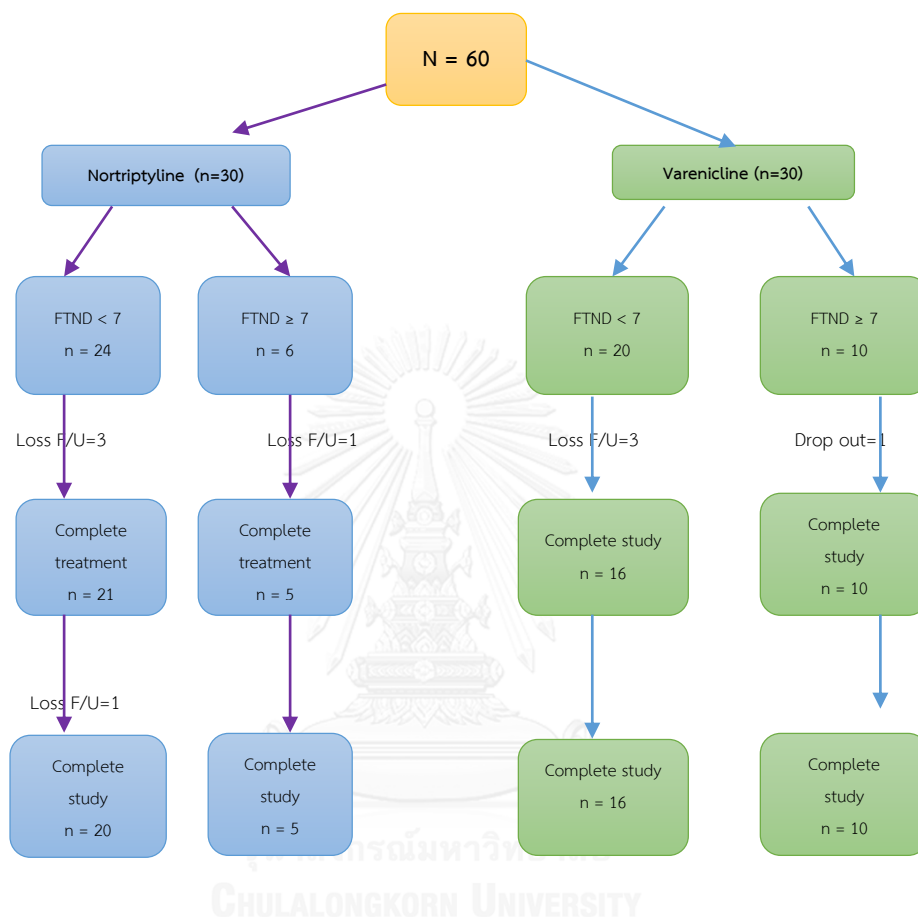 N = 60
Nortriptyline (n=30)
Varenicline (n=30)
FTND < 7
n = 24
FTND ≥ 7
n = 6
FTND < 7
n = 20
FTND ≥ 7
n = 10
Loss F/U=3
Loss F/U=1
Loss F/U=3
Drop out=1
Complete
treatment
n = 21
Complete
treatment
n = 5
Complete study
n = 16
Complete
study
n = 10
Loss F/U=1
Complete
study
n = 20
Complete
study
n = 5
Complete study
n = 16
Complete
study
n = 10
CHULALONGKORN UNIVERSITY